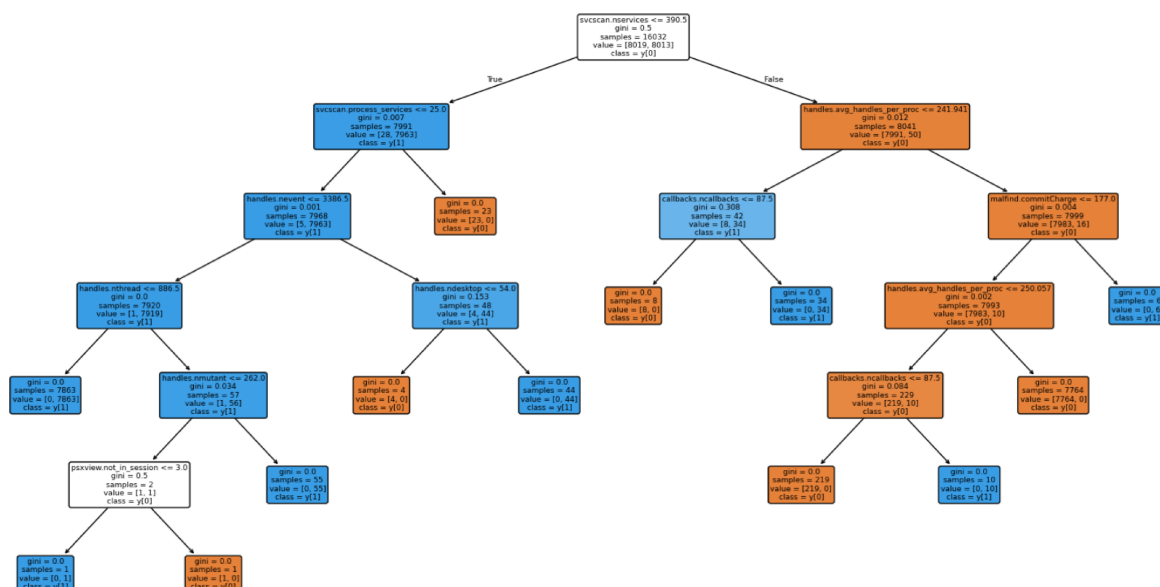 svcscan.nservices <= 390.5
gini = 0.5
samples = 16032
value = [8019, 8013]
class = y[0]
True
False
svcscan.process_services <= 25.0
gini = 0.007
samples = 7991
value = [28, 7963]
class = y[1]
handles.avg_handles_per_proc <= 241.941
gini = 0.012
samples = 8041
value = [7991, 50]
class = y[0]
handles.nevent <= 3386.5
gini = 0.001
samples = 7968
value = [5, 7963]
class = y[1]
gini = 0.0
samples = 23
value = [23, 0]
class = y[0]
callbacks.ncallbacks <= 87.5
gini = 0.308
samples = 42
value = [8, 34]
class = y[1]
malfind.commitCharge <= 177.0
gini = 0.004
samples = 7999
value = [7983, 16]
class = y[0]
handles.nthread <= 886.5
gini = 0.0
samples = 7920
value = [1, 7919]
class = y[1]
handles.ndesktop <= 54.0
gini = 0.153
samples = 48
value = [4, 44]
class = y[1]
gini = 0.0
samples = 8
value = [8, 0]
class = y[0]
gini = 0.0
samples = 34
value = [0, 34]
class = y[1]
handles.avg_handles_per_proc <= 250.057
gini = 0.002
samples = 7993
value = [7983, 10]
class = y[0]
gini = 0.0
samples = 6
value = [0, 6]
class = y[1]
gini = 0.0
samples = 7863
value = [0, 7863]
class = y[1]
handles.nmutant <= 262.0
gini = 0.034
samples = 57
value = [1, 56]
class = y[1]
gini = 0.0
samples = 4
value = [4, 0]
class = y[0]
gini = 0.0
samples = 44
value = [0, 44]
class = y[1]
callbacks.ncallbacks <= 87.5
gini = 0.084
samples = 229
value = [219, 10]
class = y[0]
gini = 0.0
samples = 7764
value = [7764, 0]
class = y[0]
psxview.not_in_session <= 3.0
gini = 0.5
samples = 2
value = [1, 1]
class = y[0]
gini = 0.0
samples = 55
value = [0, 55]
class = y[1]
gini = 0.0
samples = 219
value = [219, 0]
class = y[0]
gini = 0.0
samples = 10
value = [0, 10]
class = y[1]
gini = 0.0
samples = 1
value = [0, 1]
class = y[1]
gini = 0.0
samples = 1
value = [1, 0]
class = y[0]